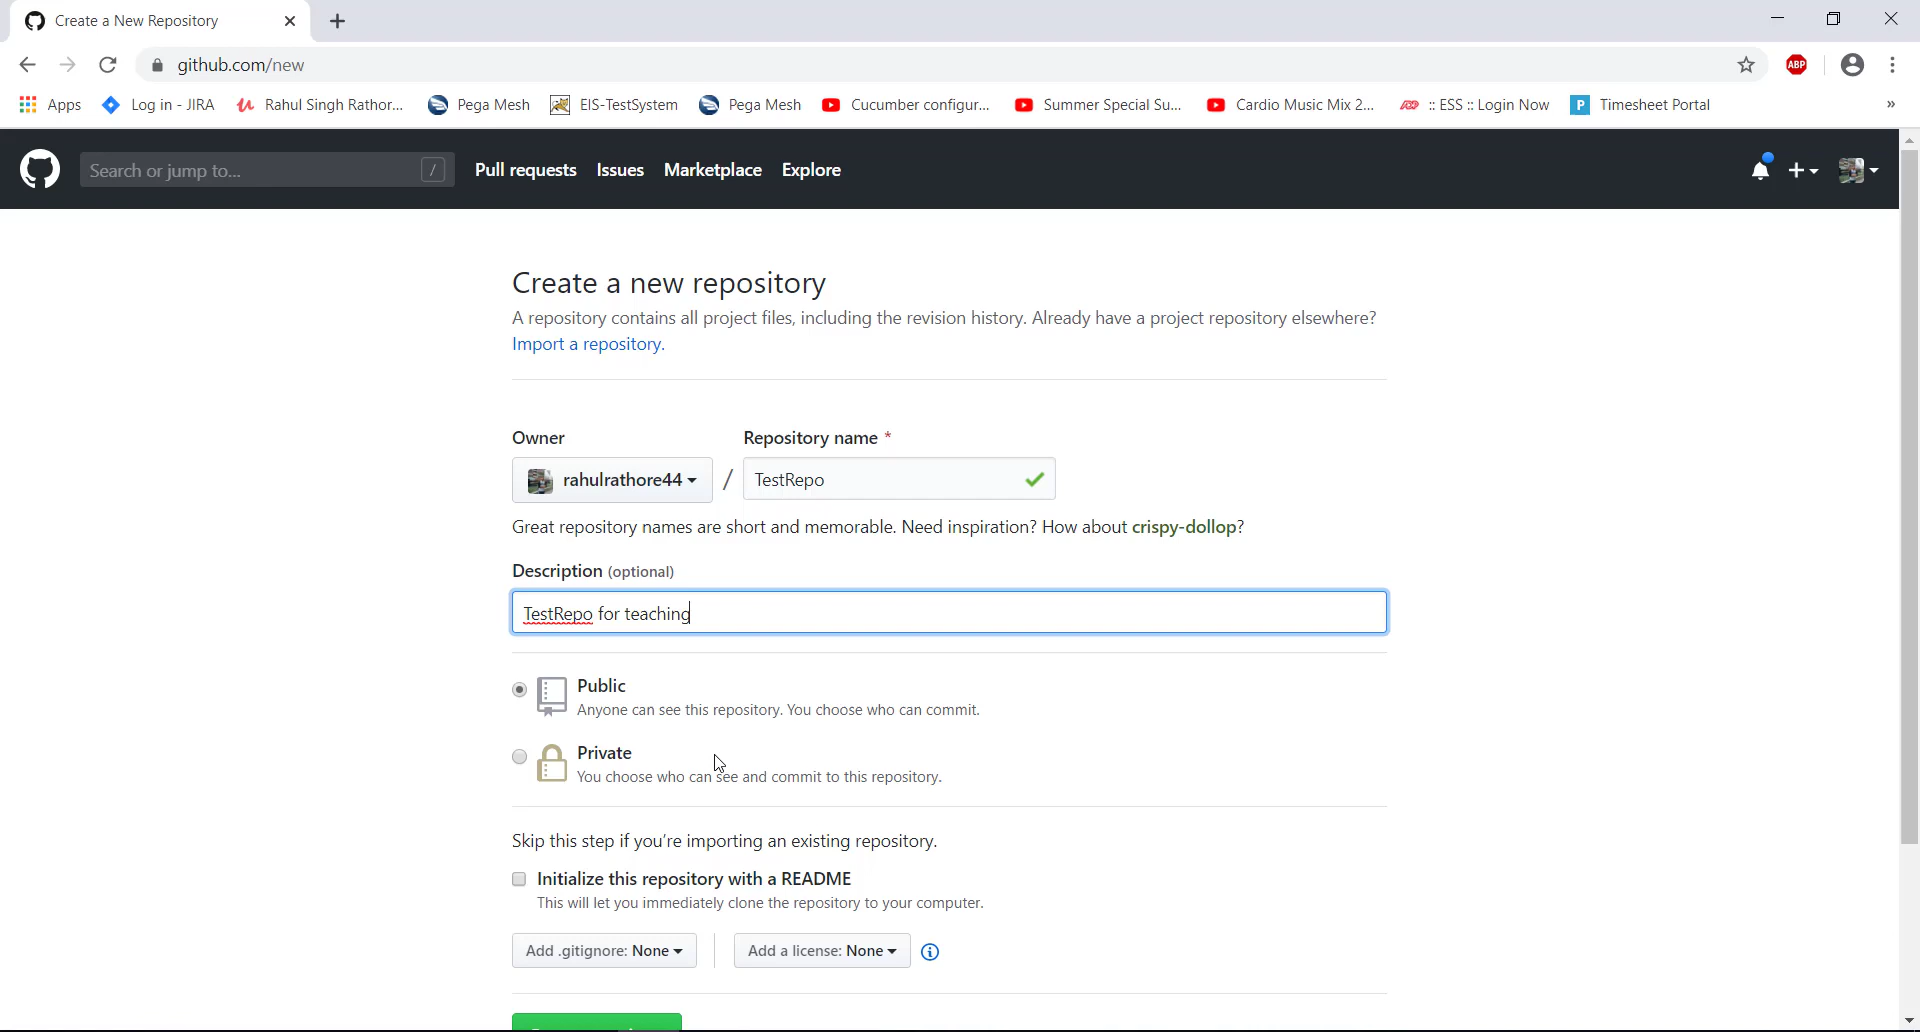 Create a New Repository
github.com/new
ABP
Apps Log in - JIRA Rahul Singh Rathor... Pega Mesh EIS-TestSystem Pega Mesh Cucumber configur... Summer Special Su... Cardio Music Mix 2... :: ESS :: Login Now P Timesheet Portal »
Search or jump to... / Pull requests Issues Marketplace Explore
Create a new repository
A repository contains all project files, including the revision history. Already have a project repository elsewhere?
Import a repository.
Owner Repository name *
rahulrathore44 / TestRepo
Great repository names are short and memorable. Need inspiration? How about crispy-dollop?
Description (optional)
TestRepo for teaching
Public
Anyone can see this repository. You choose who can commit.
Private
You choose who can see and commit to this repository.
Skip this step if you're importing an existing repository.
Initialize this repository with a README
This will let you immediately clone the repository to your computer.
Add .gitignore: None Add a license: None